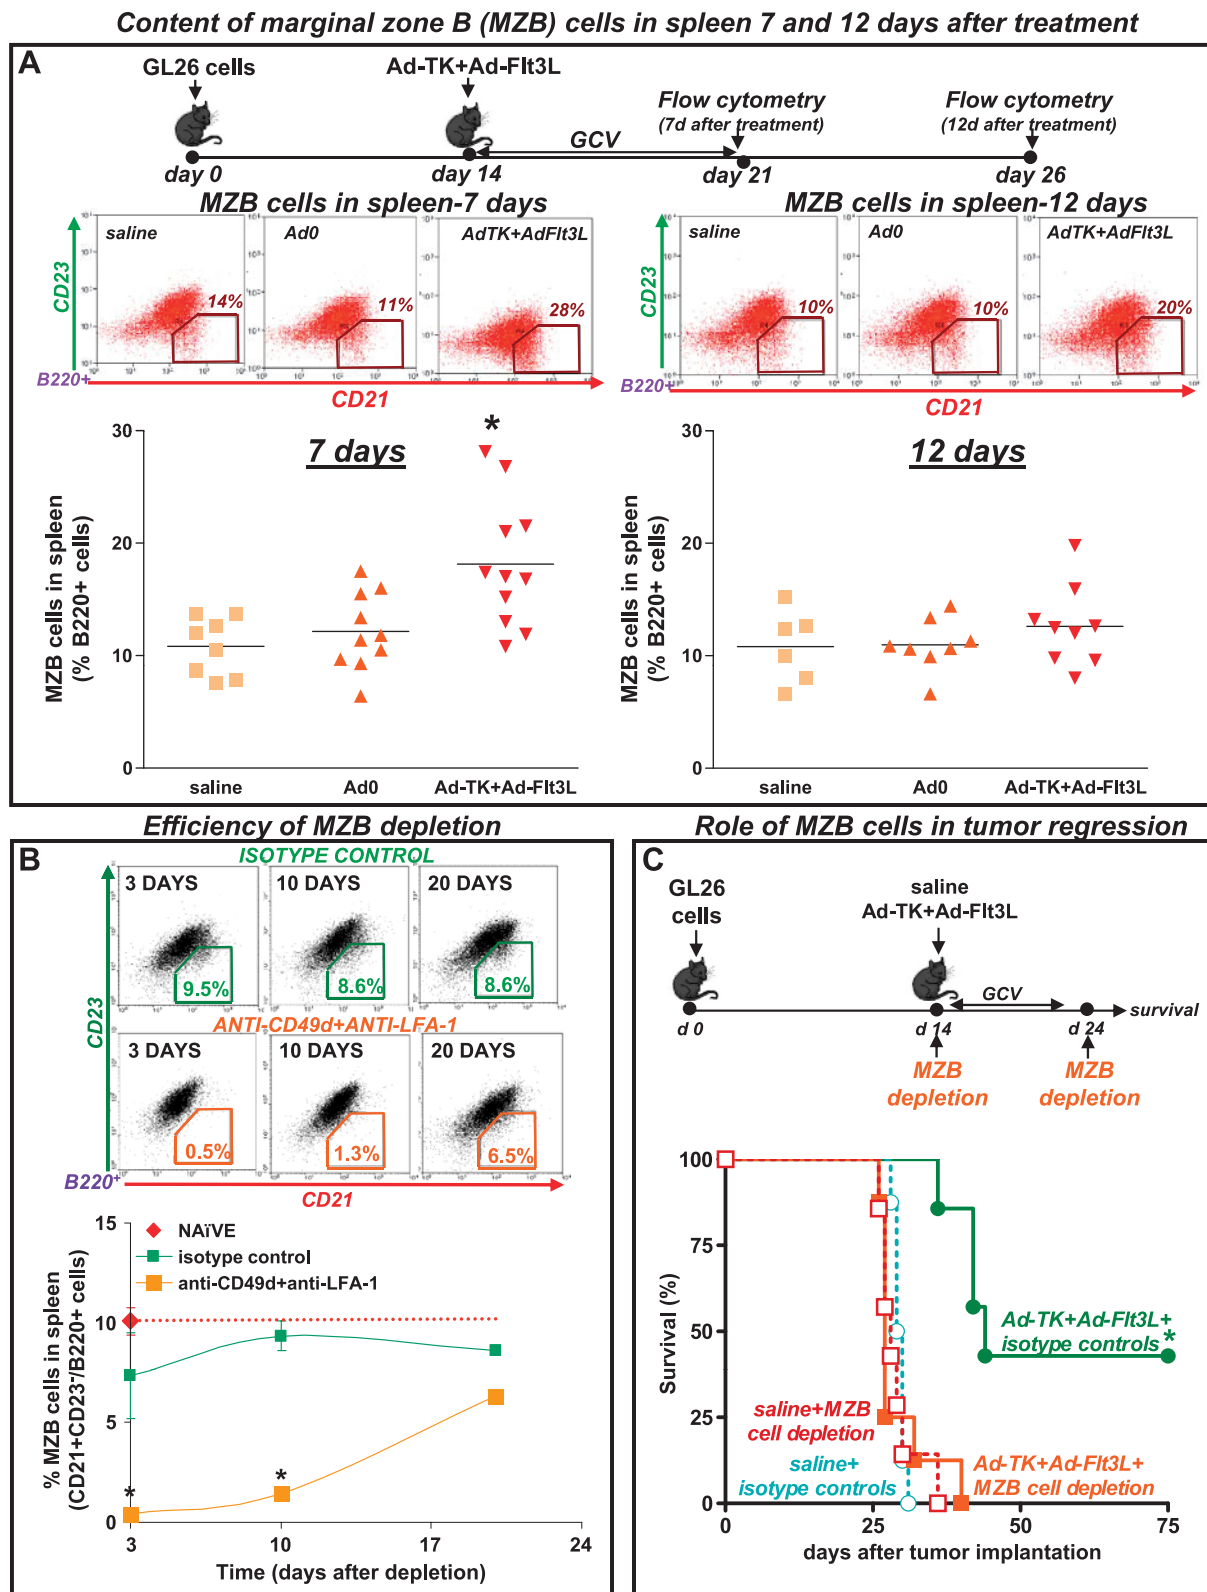 Content of marginal zone B (MZB) cells in spleen 7 and 12 days after treatment
A
GL26 cells
Ad-TK+Ad-Flt3L
Flow cytometry
(7d after treatment)
Flow cytometry
(12d after treatment)
GCV
day 0
day 14
day 21
day 26
MZB cells in spleen-7 days
MZB cells in spleen-12 days
saline
Ad0
AdTK+AdFlt3L
saline
Ad0
AdTK+AdFlt3L
CD23
14%
11%
28%
CD23
10%
10%
20%
B220+
CD21
B220+
CD21
7 days
*
12 days
MZB cells in spleen
(% B220+ cells)
30
20
10
0
saline
Ad0
Ad-TK+Ad-Flt3L
MZB cells in spleen
(% B220+ cells)
30
20
10
0
saline
Ad0
Ad-TK+Ad-Flt3L
Efficiency of MZB depletion
B
ISOTYPE CONTROL
3 DAYS
10 DAYS
20 DAYS
9.5%
8.6%
8.6%
CD23
ANTI-CD49d+ANTI-LFA-1
3 DAYS
10 DAYS
20 DAYS
0.5%
1.3%
6.5%
B220+
CD21
NAïVE
isotype control
anti-CD49d+anti-LFA-1
% MZB cells in spleen
(CD21+CD23-/B220+ cells)
15
10
5
0
*
*
3
10
17
24
Time (days after depletion)
Role of MZB cells in tumor regression
C
GL26
cells
saline
Ad-TK+Ad-Flt3L
GCV
survival
d 0
d 14
d 24
MZB
depletion
MZB
depletion
Survival (%)
100
75
50
25
0
Ad-TK+Ad-Flt3L+
isotype controls *
saline+MZB
cell depletion
saline+
isotype controls
Ad-TK+Ad-Flt3L+
MZB cell depletion
0
25
50
75
days after tumor implantation